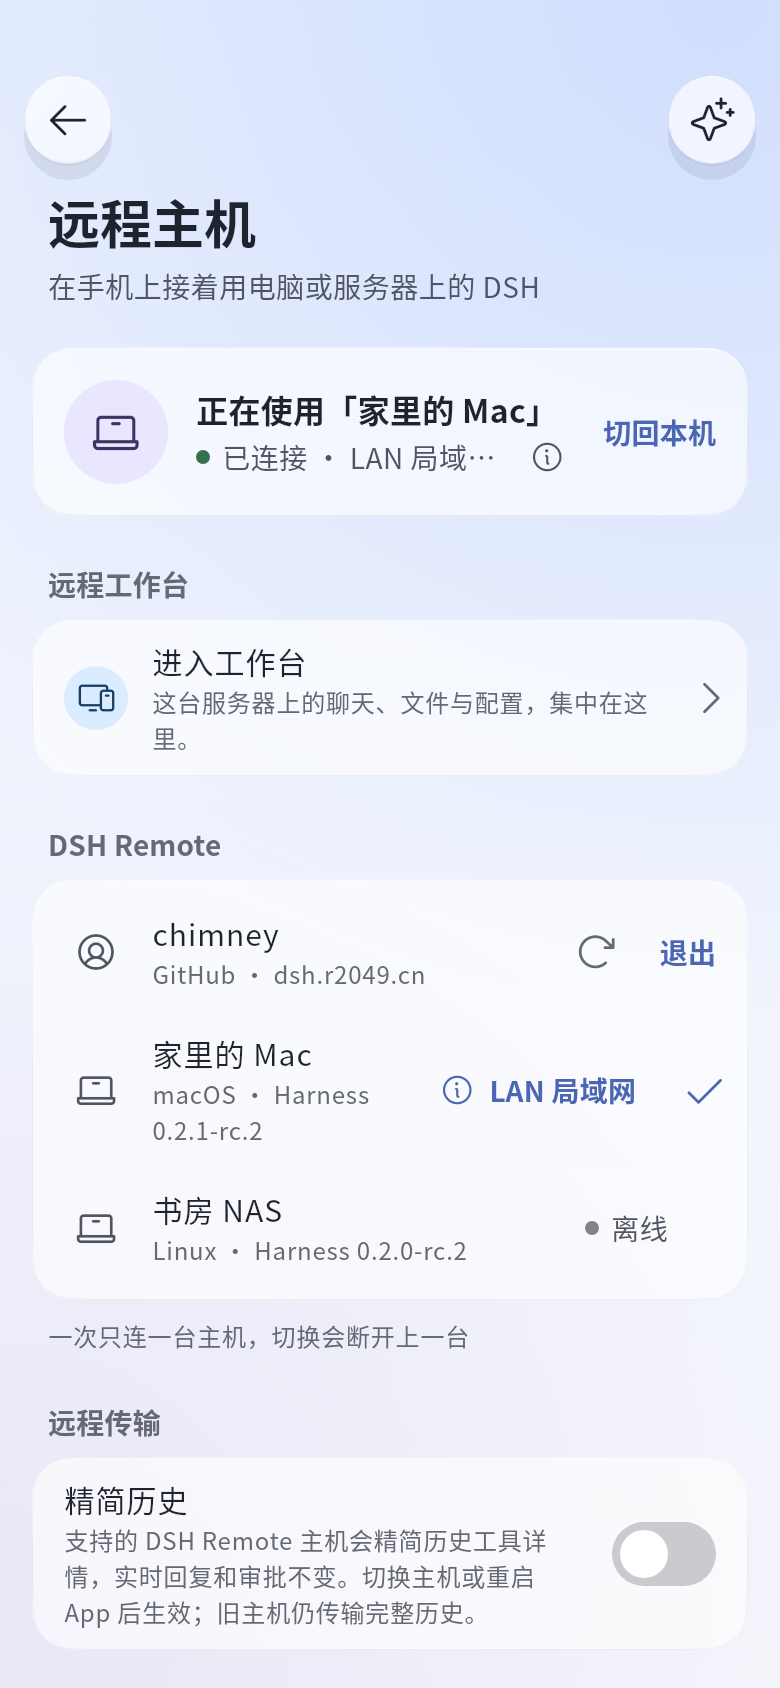 远程主机
在手机上接着用电脑或服务器上的 DSH
正在使用「家里的 Mac」
已连接 · LAN 局域…
切回本机
远程工作台
进入工作台
这台服务器上的聊天、文件与配置，集中在这
里。
DSH Remote
chimney
GitHub · dsh.r2049.cn
退出
家里的 Mac
macOS · Harness
0.2.1-rc.2
LAN 局域网
书房 NAS
Linux · Harness 0.2.0-rc.2
离线
一次只连一台主机，切换会断开上一台
远程传输
精简历史
支持的 DSH Remote 主机会精简历史工具详
情，实时回复和审批不变。切换主机或重启
App 后生效；旧主机仍传输完整历史。